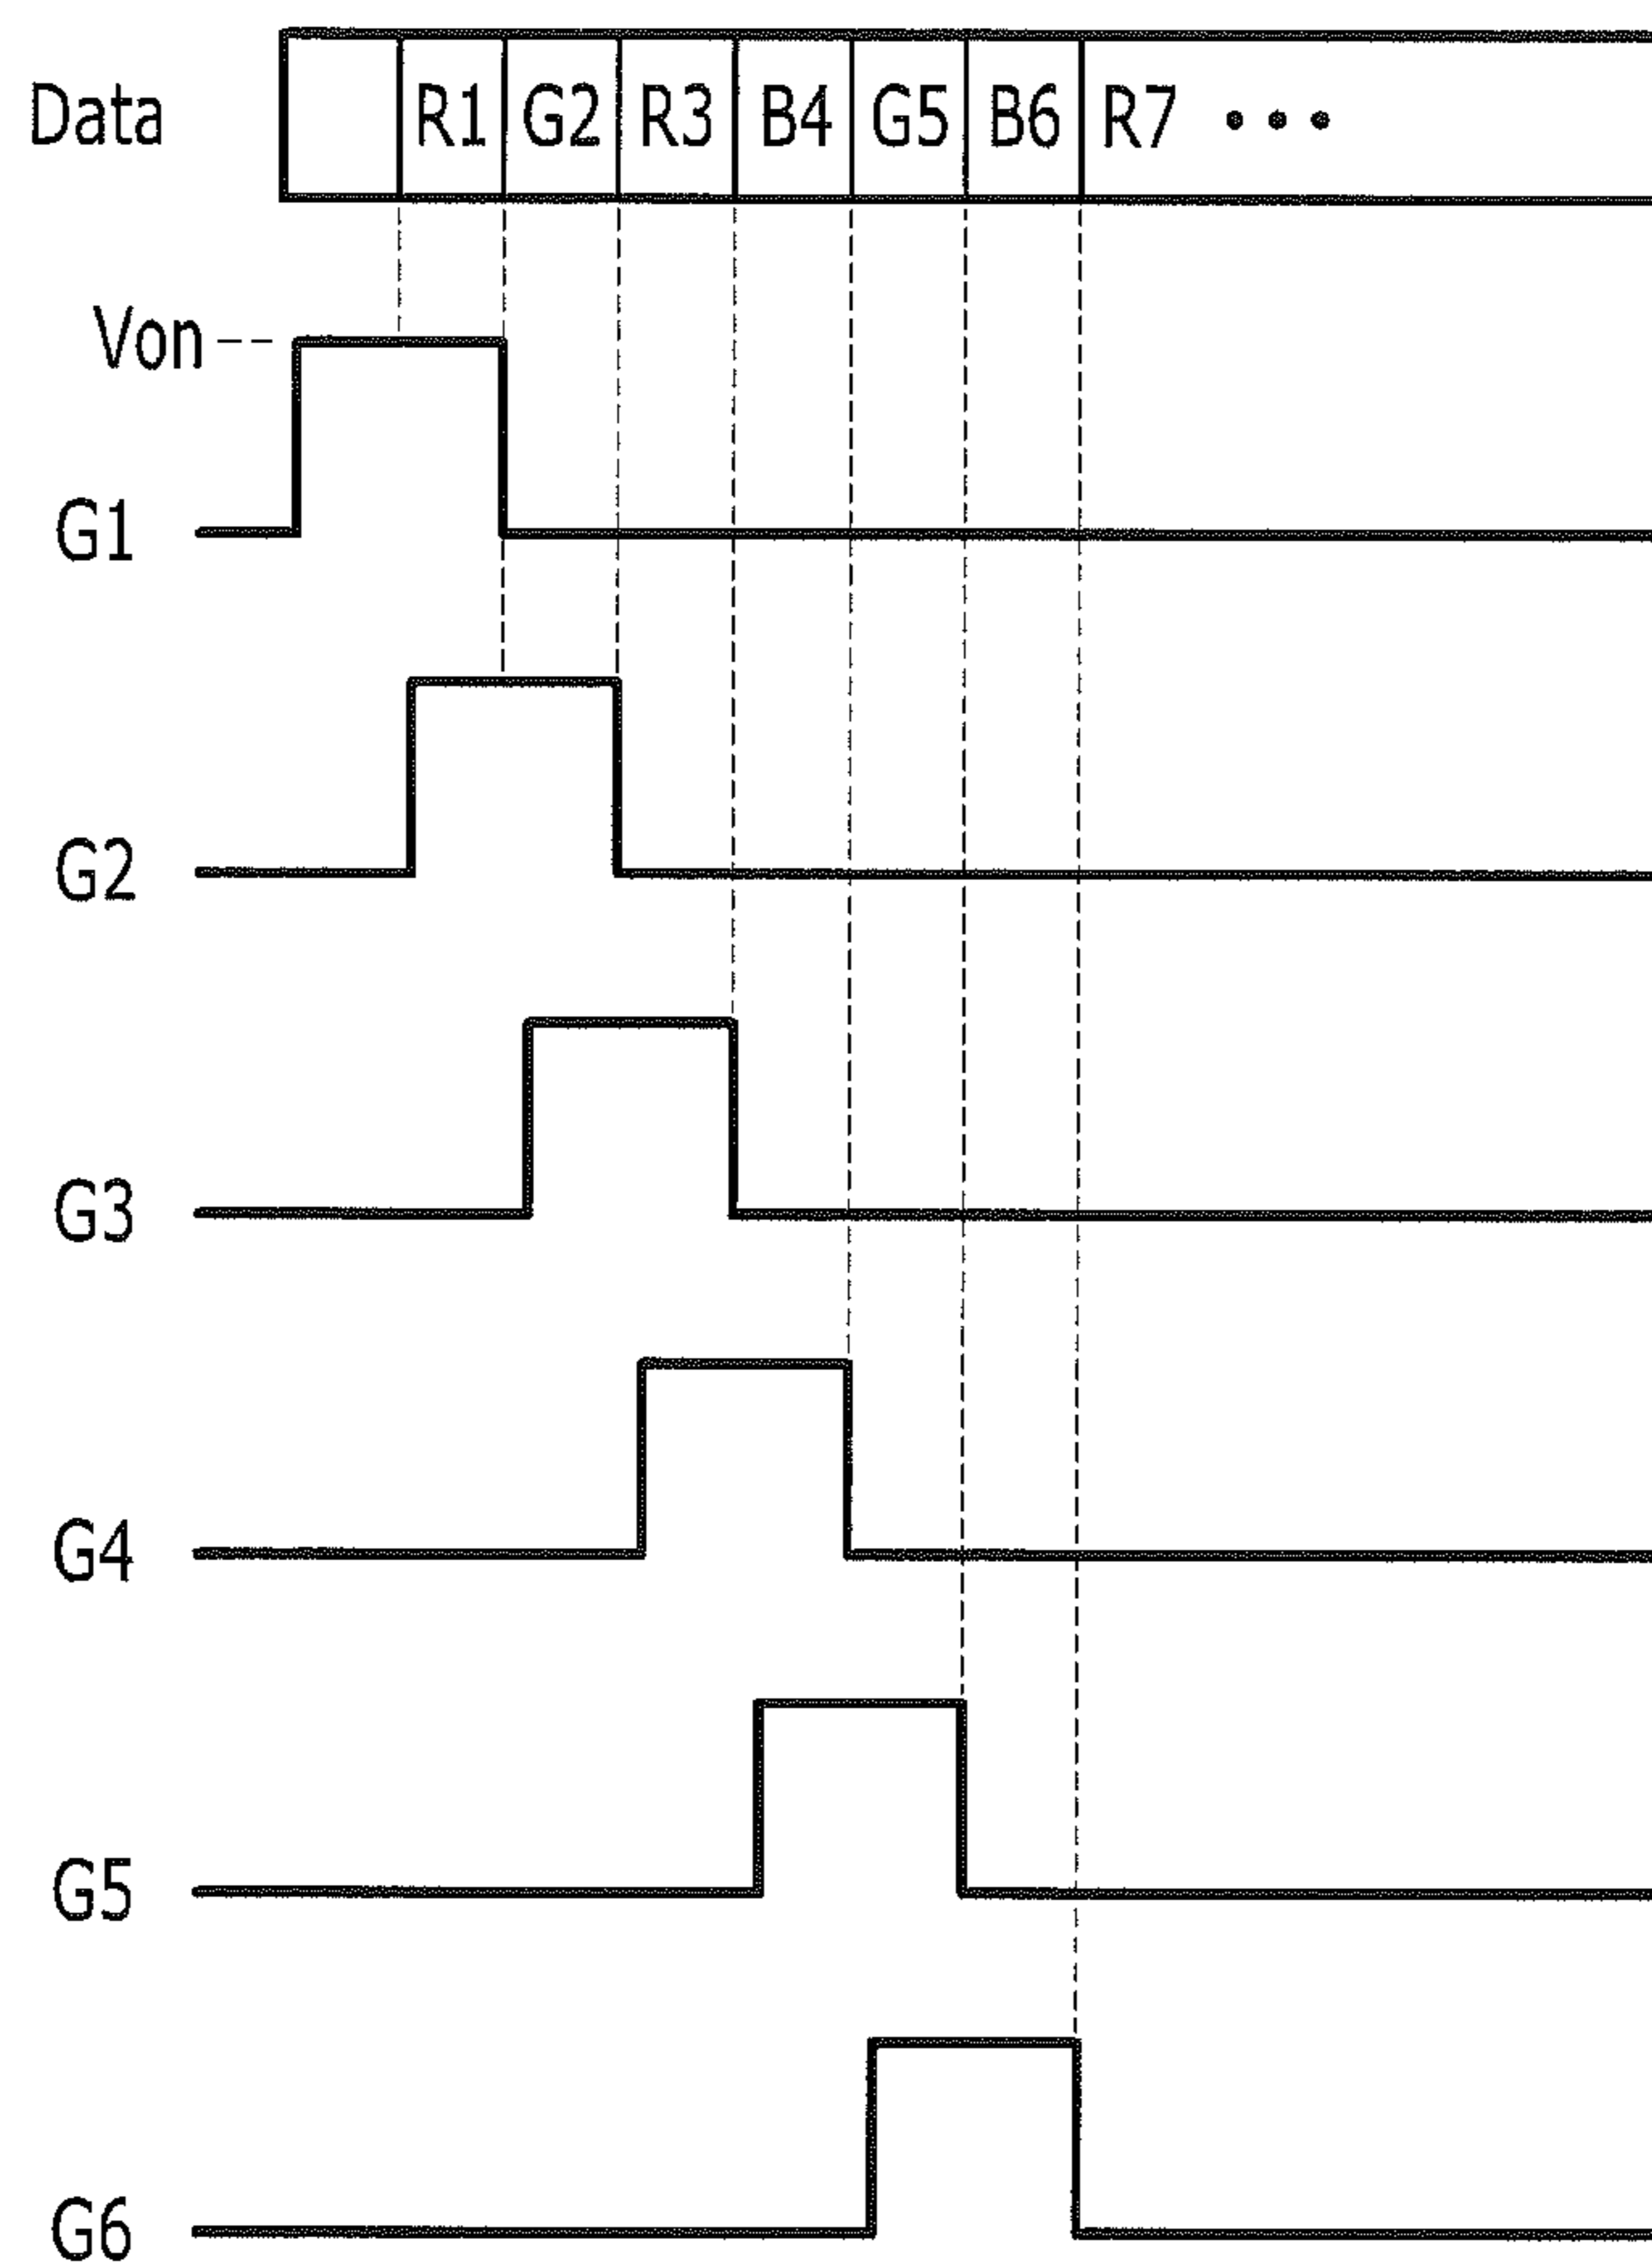 Data R1 G2 R3 B4 G5 B6 R7 •••
Von
G1
G2
G3
G4
G5
G6